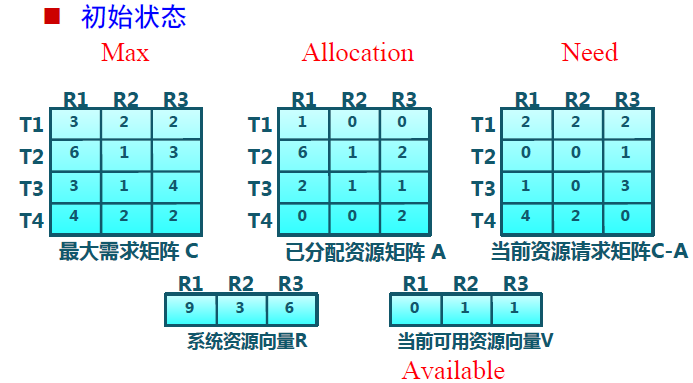 初始状态
Max Allocation Need
R1 R2 R3 R1 R2 R3 R1 R2 R3
T1 3 2 2 T1 1 0 0 T1 2 2 2
T2 6 1 3 T2 6 1 2 T2 0 0 1
T3 3 1 4 T3 2 1 1 T3 1 0 3
T4 4 2 2 T4 0 0 2 T4 4 2 0
最大需求矩阵 C 已分配资源矩阵 A 当前资源请求矩阵C-A
R1 R2 R3 R1 R2 R3
9 3 6 0 1 1
系统资源向量R 当前可用资源向量V
Available